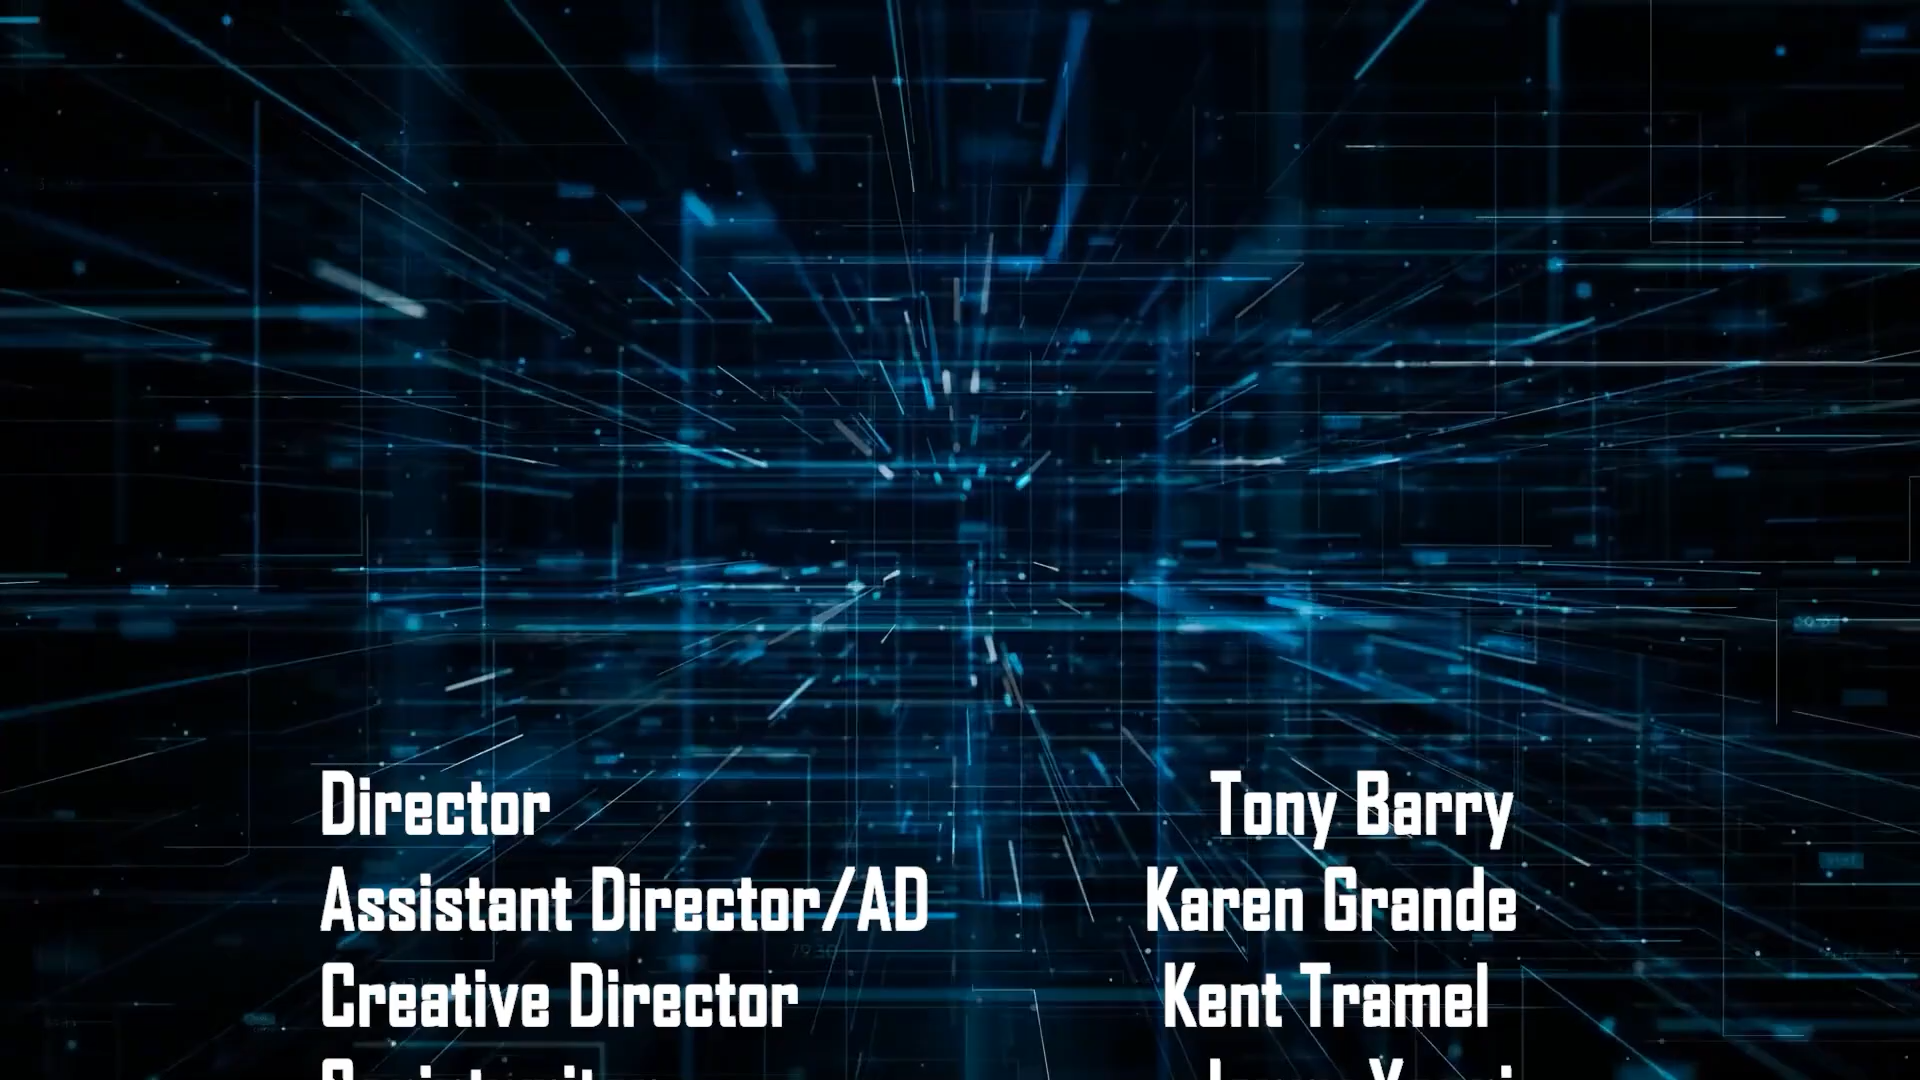 Director Tony Barry
Assistant Director/AD Karen Grande
Creative Director Kent Tramel